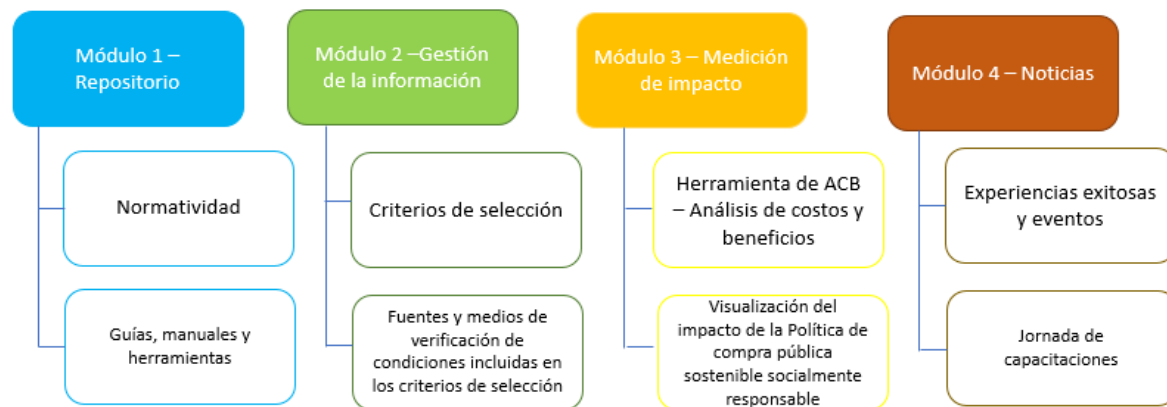 Módulo 1 –
Repositorio
Normatividad
Guías, manuales y
herramientas
Módulo 2 –Gestión
de la información
Criterios de selección
Fuentes y medios de
verificación de
condiciones incluidas en
los criterios de selección
Módulo 3 – Medición
de impacto
Herramienta de ACB
– Análisis de costos y
beneficios
Visualización del
impacto de la Política de
compra pública
sostenible socialmente
responsable
Módulo 4 – Noticias
Experiencias exitosas
y eventos
Jornada de
capacitaciones